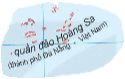 quần đảo Hoàng Sa
(thành phố Đà Nẵng - Việt Nam)